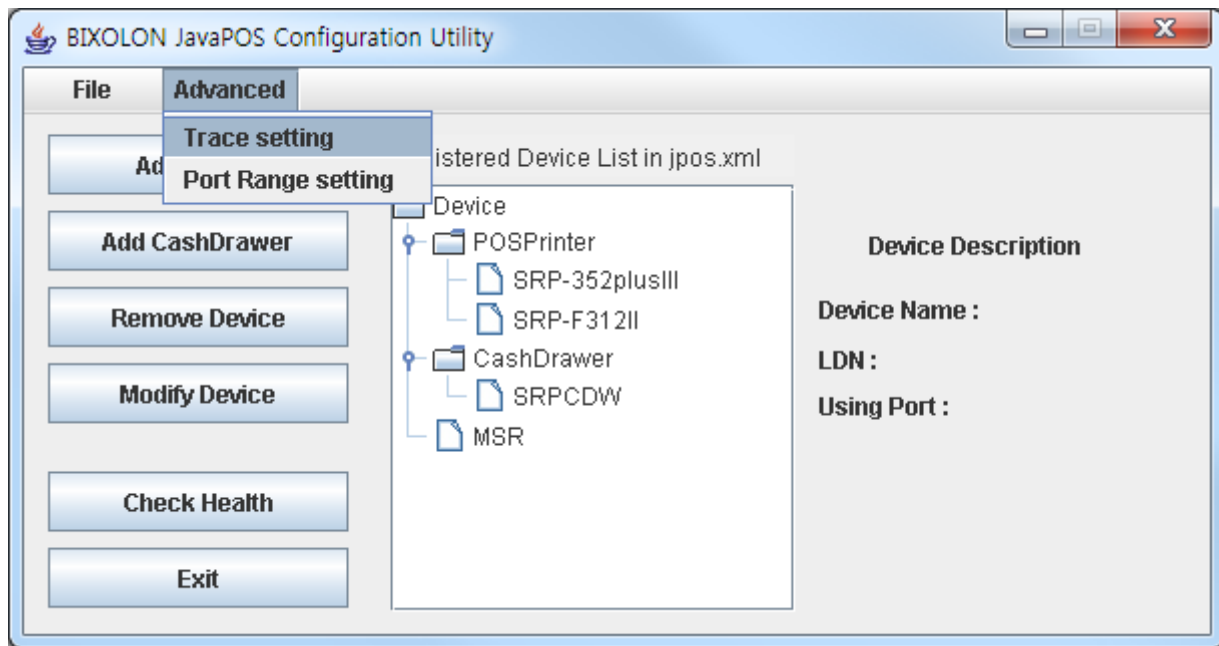 BIXOLON JavaPOS Configuration Utility
File Advanced
Trace setting
Port Range setting
Ad
istered Device List in jpos.xml
Add CashDrawer
Remove Device
Modify Device
Check Health
Exit
Device
POSPrinter
SRP-352plusIII
SRP-F312II
CashDrawer
SRPCDW
MSR
Device Description
Device Name :
LDN :
Using Port :